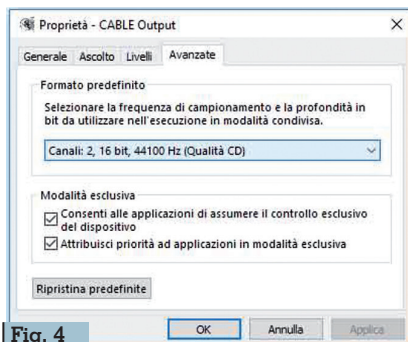 Proprietà - CABLE Output
Generale Ascolto Livelli Avanzate
Formato predefinito
Selezionare la frequenza di campionamento e la profondità in
bit da utilizzare nell'esecuzione in modalità condivisa.
Canali: 2, 16 bit, 44100 Hz (Qualità CD)
Modalità esclusiva
Consenti alle applicazioni di assumere il controllo esclusivo
del dispositivo
Attribuisci priorità ad applicazioni in modalità esclusiva
Ripristina predefinite
OK Annulla Applica
Fig. 4